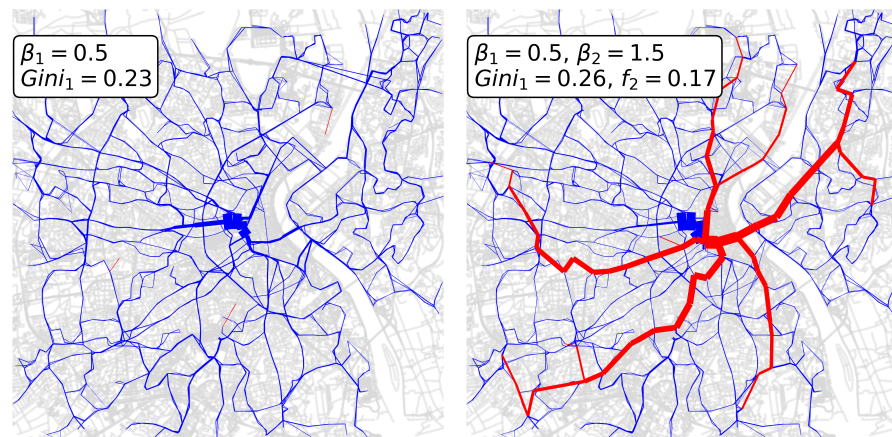 β₁ = 0.5
Gini₁ = 0.23
β₁ = 0.5, β₂ = 1.5
Gini₁ = 0.26, f₂ = 0.17